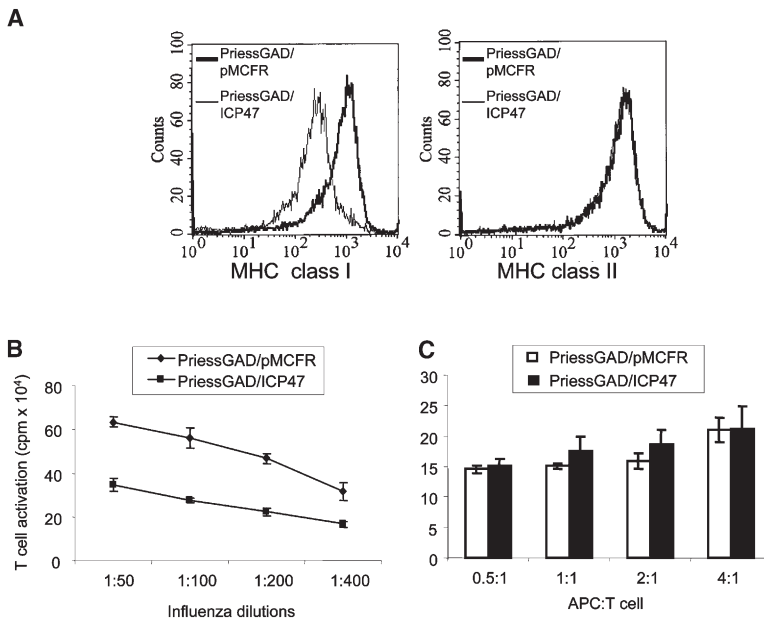 A
100
80
60
40
20
0
Counts
PriessGAD/
pMCFR
PriessGAD/
ICP47
10^0 10^1 10^2 10^3 10^4
MHC class I
100
80
60
40
20
0
Counts
PriessGAD/
pMCFR
PriessGAD/
ICP47
10^0 10^1 10^2 10^3 10^4
MHC class II
B
PriessGAD/pMCFR
PriessGAD/ICP47
80
60
40
20
0
T cell activation (cpm x 10^4)
1:50 1:100 1:200 1:400
Influenza dilutions
C
PriessGAD/pMCFR
PriessGAD/ICP47
30
25
20
15
10
5
0
0.5:1 1:1 2:1 4:1
APC:T cell